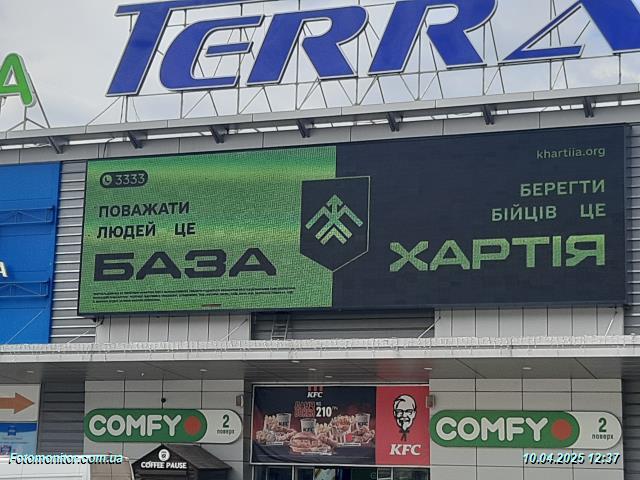 TERRA
A
khartiia.org
3333
ПОВАЖАТИ
ЛЮДЕЙ ЦЕ
БАЗА
БЕРЕГТИ
БІЙЦІВ ЦЕ
ХАРТІЯ
А
KFC
210
COMFY
2
поверх
KFC
COMFY
2
поверх
COFFEE PAUSE
Fotomonitor.com.ua
10.04.2025 12:37